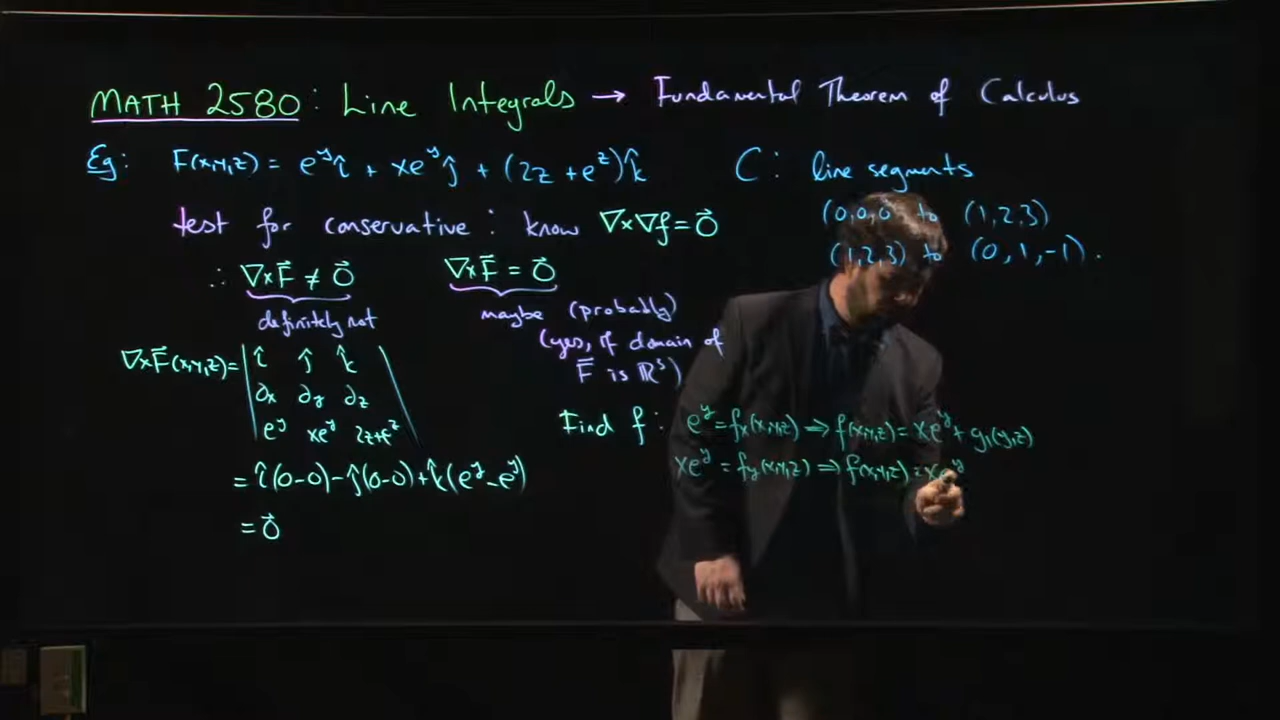 MATH 2580: Line Integrals → Fundamental Theorem of Calculus
Eg: F(x,y,z) = e^y î + xe^y ĵ + (2z + e^z) k̂
C: line segments
(0,0,0) to (1,2,3)
(1,2,3) to (0,1,-1).
test for conservative: know ∇×∇f = 0⃗
∴ ∇×F⃗ ≠ 0⃗
definitely not
∇×F⃗ = 0⃗
maybe (probably)
(yes, if domain of
F⃗ is ℝ³)
∇×F⃗(x,y,z) = | î ĵ k̂ |
∂x ∂y ∂z
e^y xe^y 2z+e^z
= î(0-0) - ĵ(0-0) + k̂(e^y - e^y)
= 0⃗
Find f: e^y = fx(x,y,z) ⇒ f(x,y,z) = xe^y + g₁(y,z)
xe^y = fy(x,y,z) ⇒ f(x,y,z) = xe^y